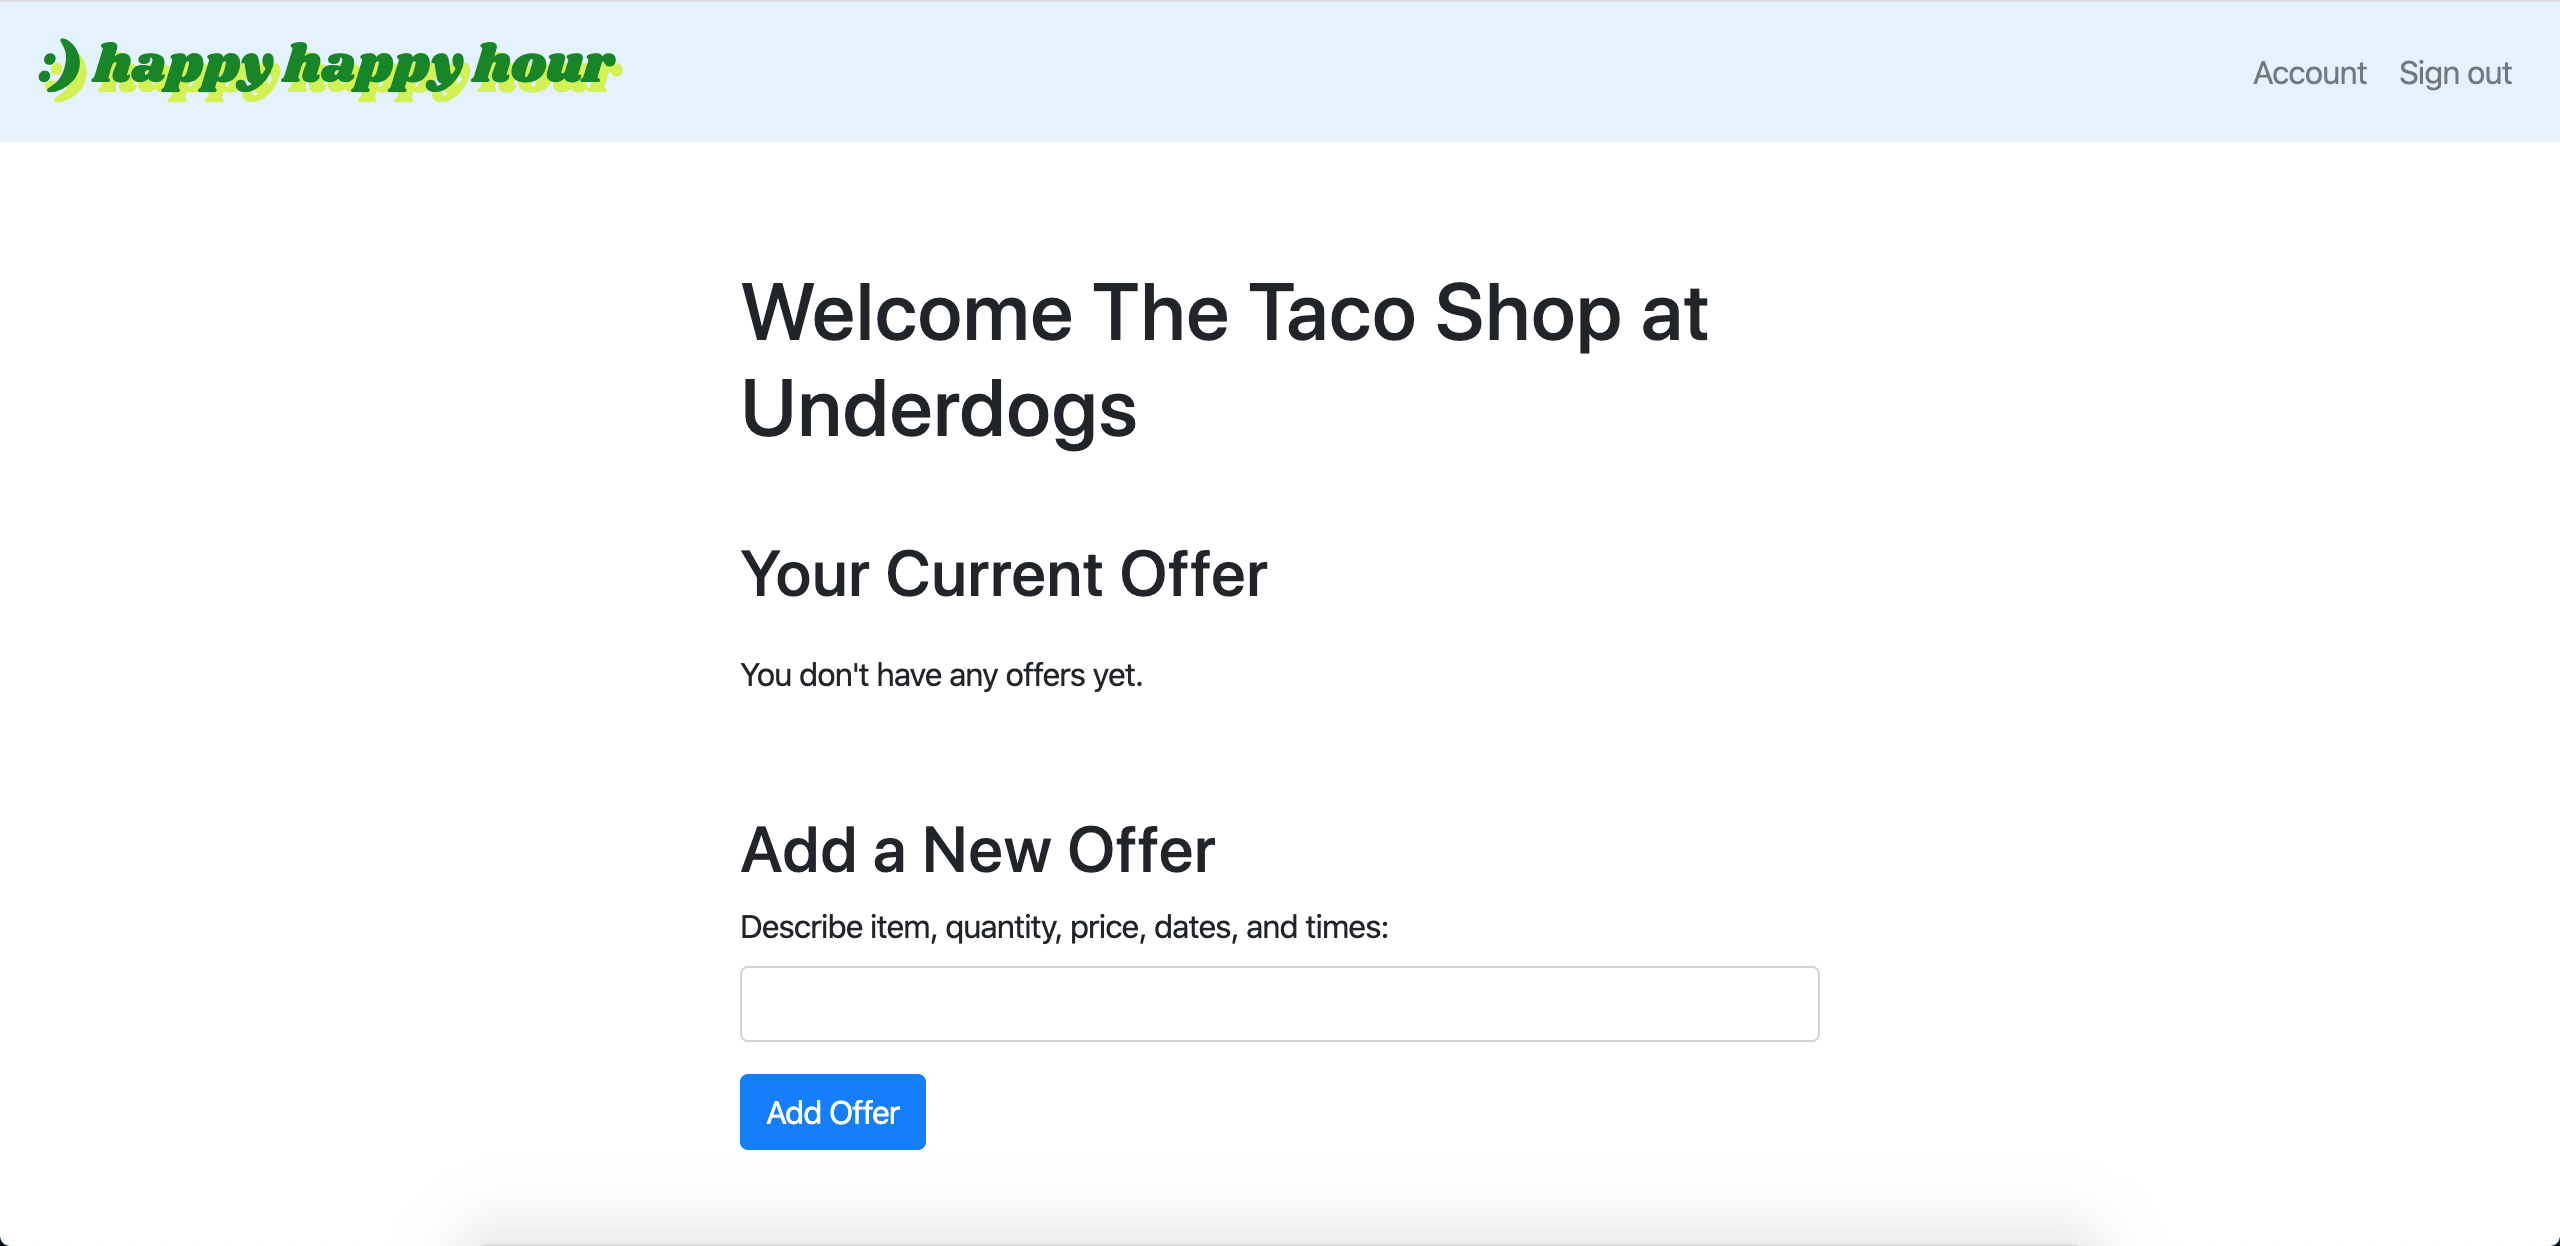 :) happy happy hour
Account Sign out
Welcome The Taco Shop at
Underdogs
Your Current Offer
You don't have any offers yet.
Add a New Offer
Describe item, quantity, price, dates, and times:
Add Offer